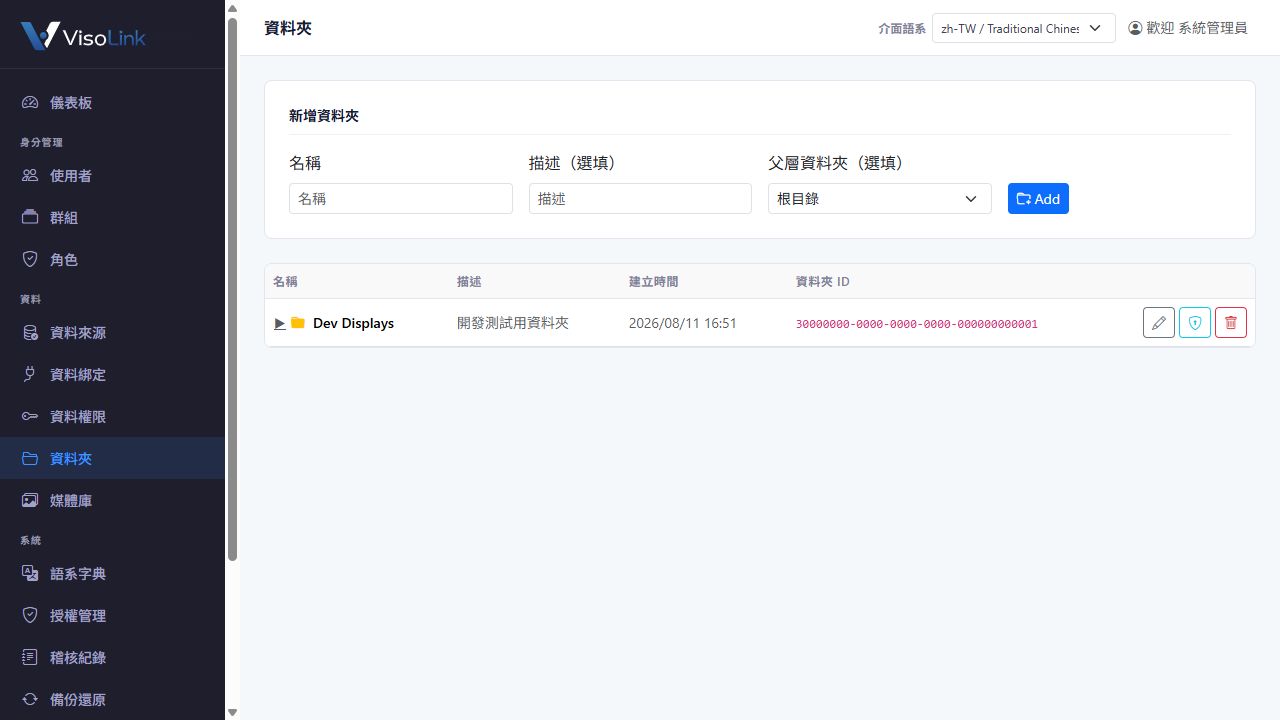 VisoLink
儀表板
身分管理
使用者
群組
角色
資料
資料來源
資料綁定
資料權限
資料夾
媒體庫
系統
語系字典
授權管理
稽核紀錄
備份還原
資料夾
介面語系
zh-TW / Traditional Chines
歡迎 系統管理員
新增資料夾
名稱
描述（選填）
父層資料夾（選填）
名稱
描述
根目錄
Add
名稱 描述 建立時間 資料夾 ID
Dev Displays 開發測試用資料夾 2026/08/11 16:51 30000000-0000-0000-0000-000000000001